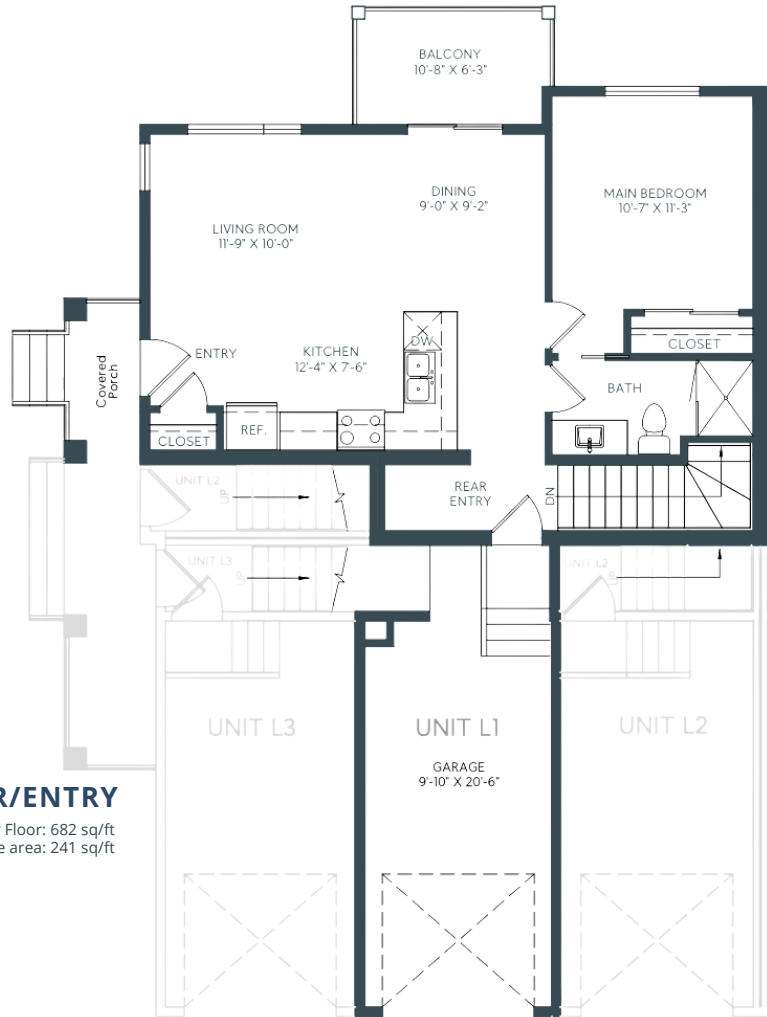 BALCONY
10'-8" X 6'-3"
DINING
9'-0" X 9'-2"
MAIN BEDROOM
10'-7" X 11'-3"
LIVING ROOM
11'-9" X 10'-0"
DW
CLOSET
ENTRY
KITCHEN
12'-4" X 7'-6"
Covered
Porch
BATH
REF.
CLOSET
UNIT L2
UP
REAR
ENTRY
DN
UNIT L3
UP
UNIT L2
UP
UNIT L3
UNIT L1
UNIT L2
GARAGE
9'-10" X 20'-6"
R/ENTRY
Floor: 682 sq/ft
e area: 241 sq/ft